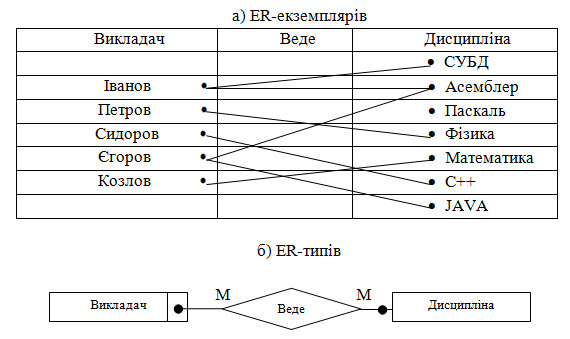 а) ER-екземплярів
Викладач Веде Дисципліна
СУБД
Іванов Асемблер
Петров Паскаль
Сидоров Фізика
Єгоров Математика
Козлов C++
JAVA
б) ER-типів
М М
Викладач Веде Дисципліна